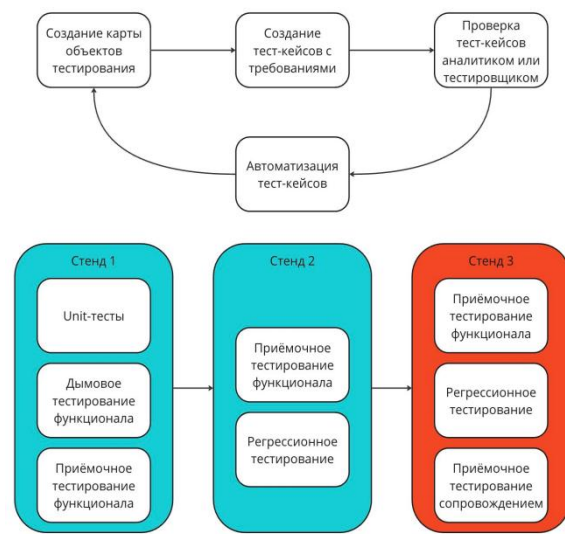 Создание карты
объектов
тестирования
Создание
тест-кейсов с
требованиями
Проверка
тест-кейсов
аналитиком или
тестировщиком
Автоматизация
тест-кейсов
Стенд 1
Unit-тесты
Дымовое
тестирование
функционала
Приёмочное
тестирование
функционала
Стенд 2
Приёмочное
тестирование
функционала
Регрессионное
тестирование
Стенд 3
Приёмочное
тестирование
функционала
Регрессионное
тестирование
Приёмочное
тестирование
сопровождением